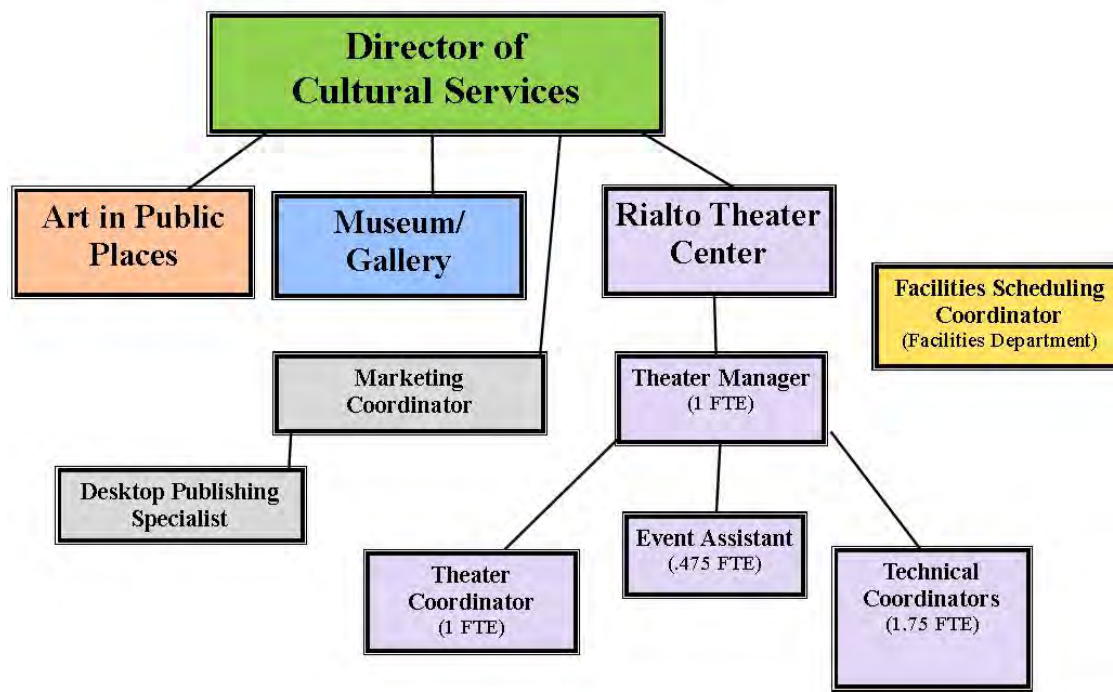 Director of
Cultural Services
Art in Public
Places
Museum/
Gallery
Rialto Theater
Center
Facilities Scheduling
Coordinator
(Facilities Department)
Marketing
Coordinator
Theater Manager
(1 FTE)
Desktop Publishing
Specialist
Theater
Coordinator
(1 FTE)
Event Assistant
(.475 FTE)
Technical
Coordinators
(1.75 FTE)